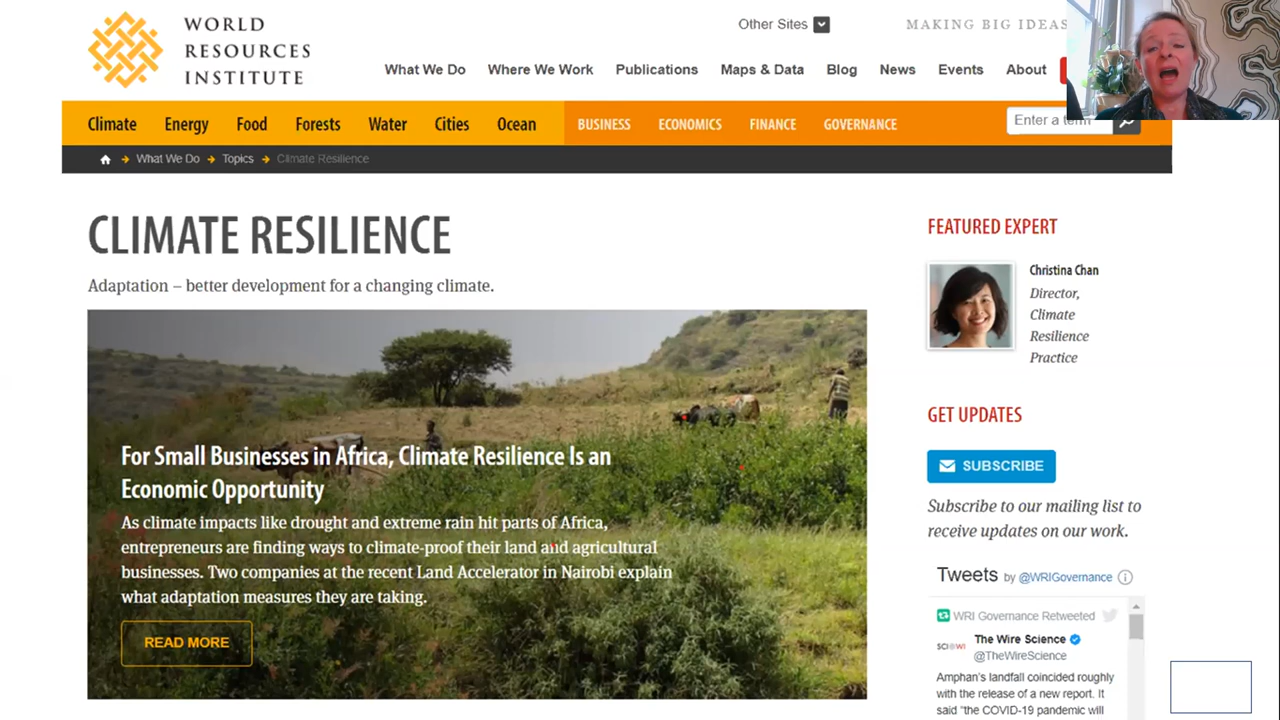 WORLD
RESOURCES
INSTITUTE
Other Sites
MAKING BIG IDEAS
What We Do
Where We Work
Publications
Maps & Data
Blog
News
Events
About
Climate
Energy
Food
Forests
Water
Cities
Ocean
BUSINESS
ECONOMICS
FINANCE
GOVERNANCE
Enter a term
What We Do
Topics
Climate Resilience
CLIMATE RESILIENCE
Adaptation – better development for a changing climate.
For Small Businesses in Africa, Climate Resilience Is an
Economic Opportunity
As climate impacts like drought and extreme rain hit parts of Africa,
entrepreneurs are finding ways to climate-proof their land and agricultural
businesses. Two companies at the recent Land Accelerator in Nairobi explain
what adaptation measures they are taking.
READ MORE
FEATURED EXPERT
Christina Chan
Director,
Climate
Resilience
Practice
GET UPDATES
SUBSCRIBE
Subscribe to our mailing list to
receive updates on our work.
Tweets by @WRIGovernance
WRI Governance Retweeted
The Wire Science
@TheWireScience
Amphan's landfall coincided roughly
with the release of a new report. It
said "the COVID-19 pandemic will